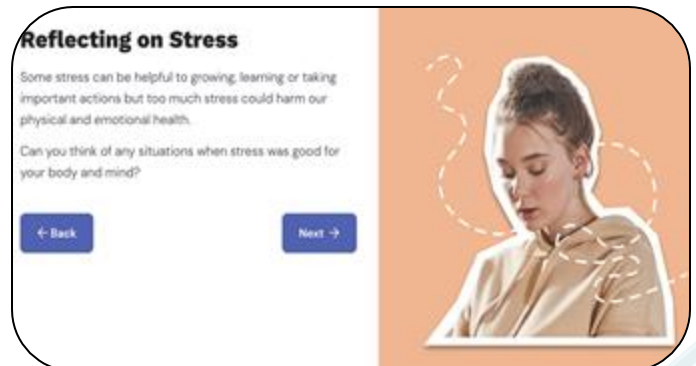 Reflecting on Stress
Some stress can be helpful to growing, learning or taking
important actions but too much stress could harm our
physical and emotional health.
Can you think of any situations when stress was good for
your body and mind?
← Back
Next →